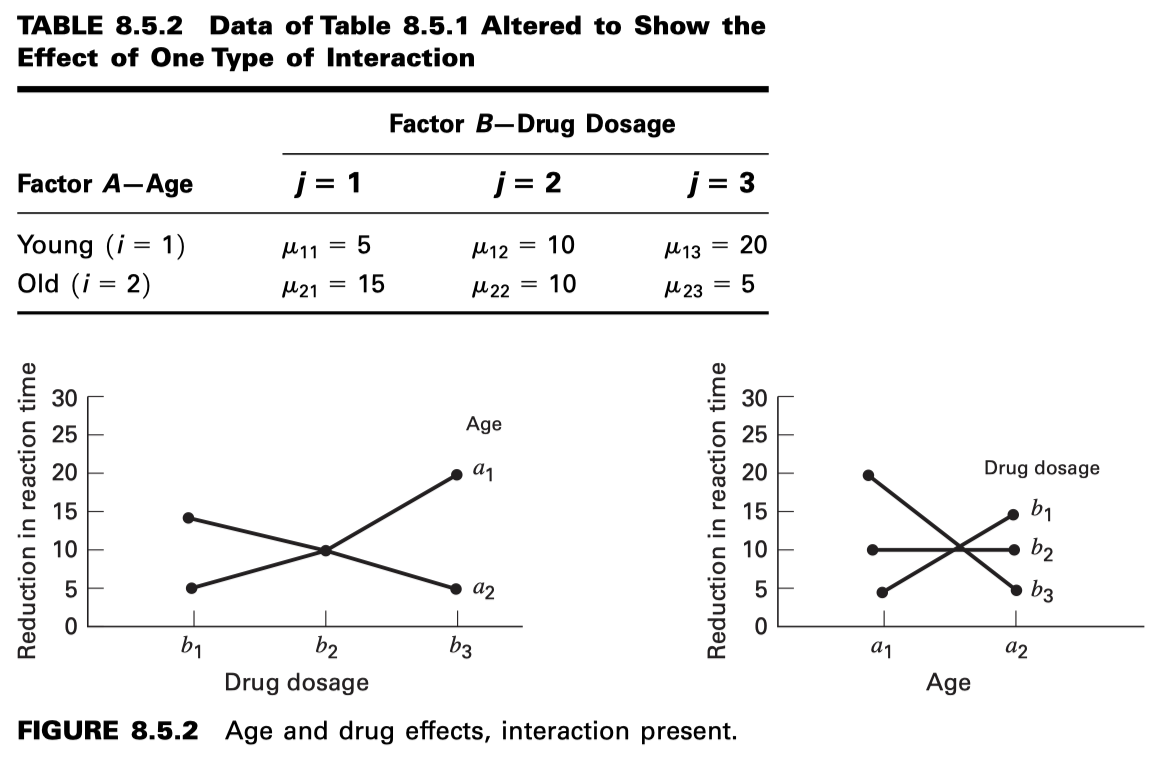 TABLE 8.5.2 Data of Table 8.5.1 Altered to Show the
Effect of One Type of Interaction
Factor B—Drug Dosage
Factor A—Age j = 1 j = 2 j = 3
Young (i = 1) μ11 = 5 μ12 = 10 μ13 = 20
Old (i = 2) μ21 = 15 μ22 = 10 μ23 = 5
Reduction in reaction time
30
25
20
15
10
5
0
Age
a1
a2
b1 b2 b3
Drug dosage
Reduction in reaction time
30
25
20
15
10
5
0
Drug dosage
b1
b2
b3
a1 a2
Age
FIGURE 8.5.2 Age and drug effects, interaction present.